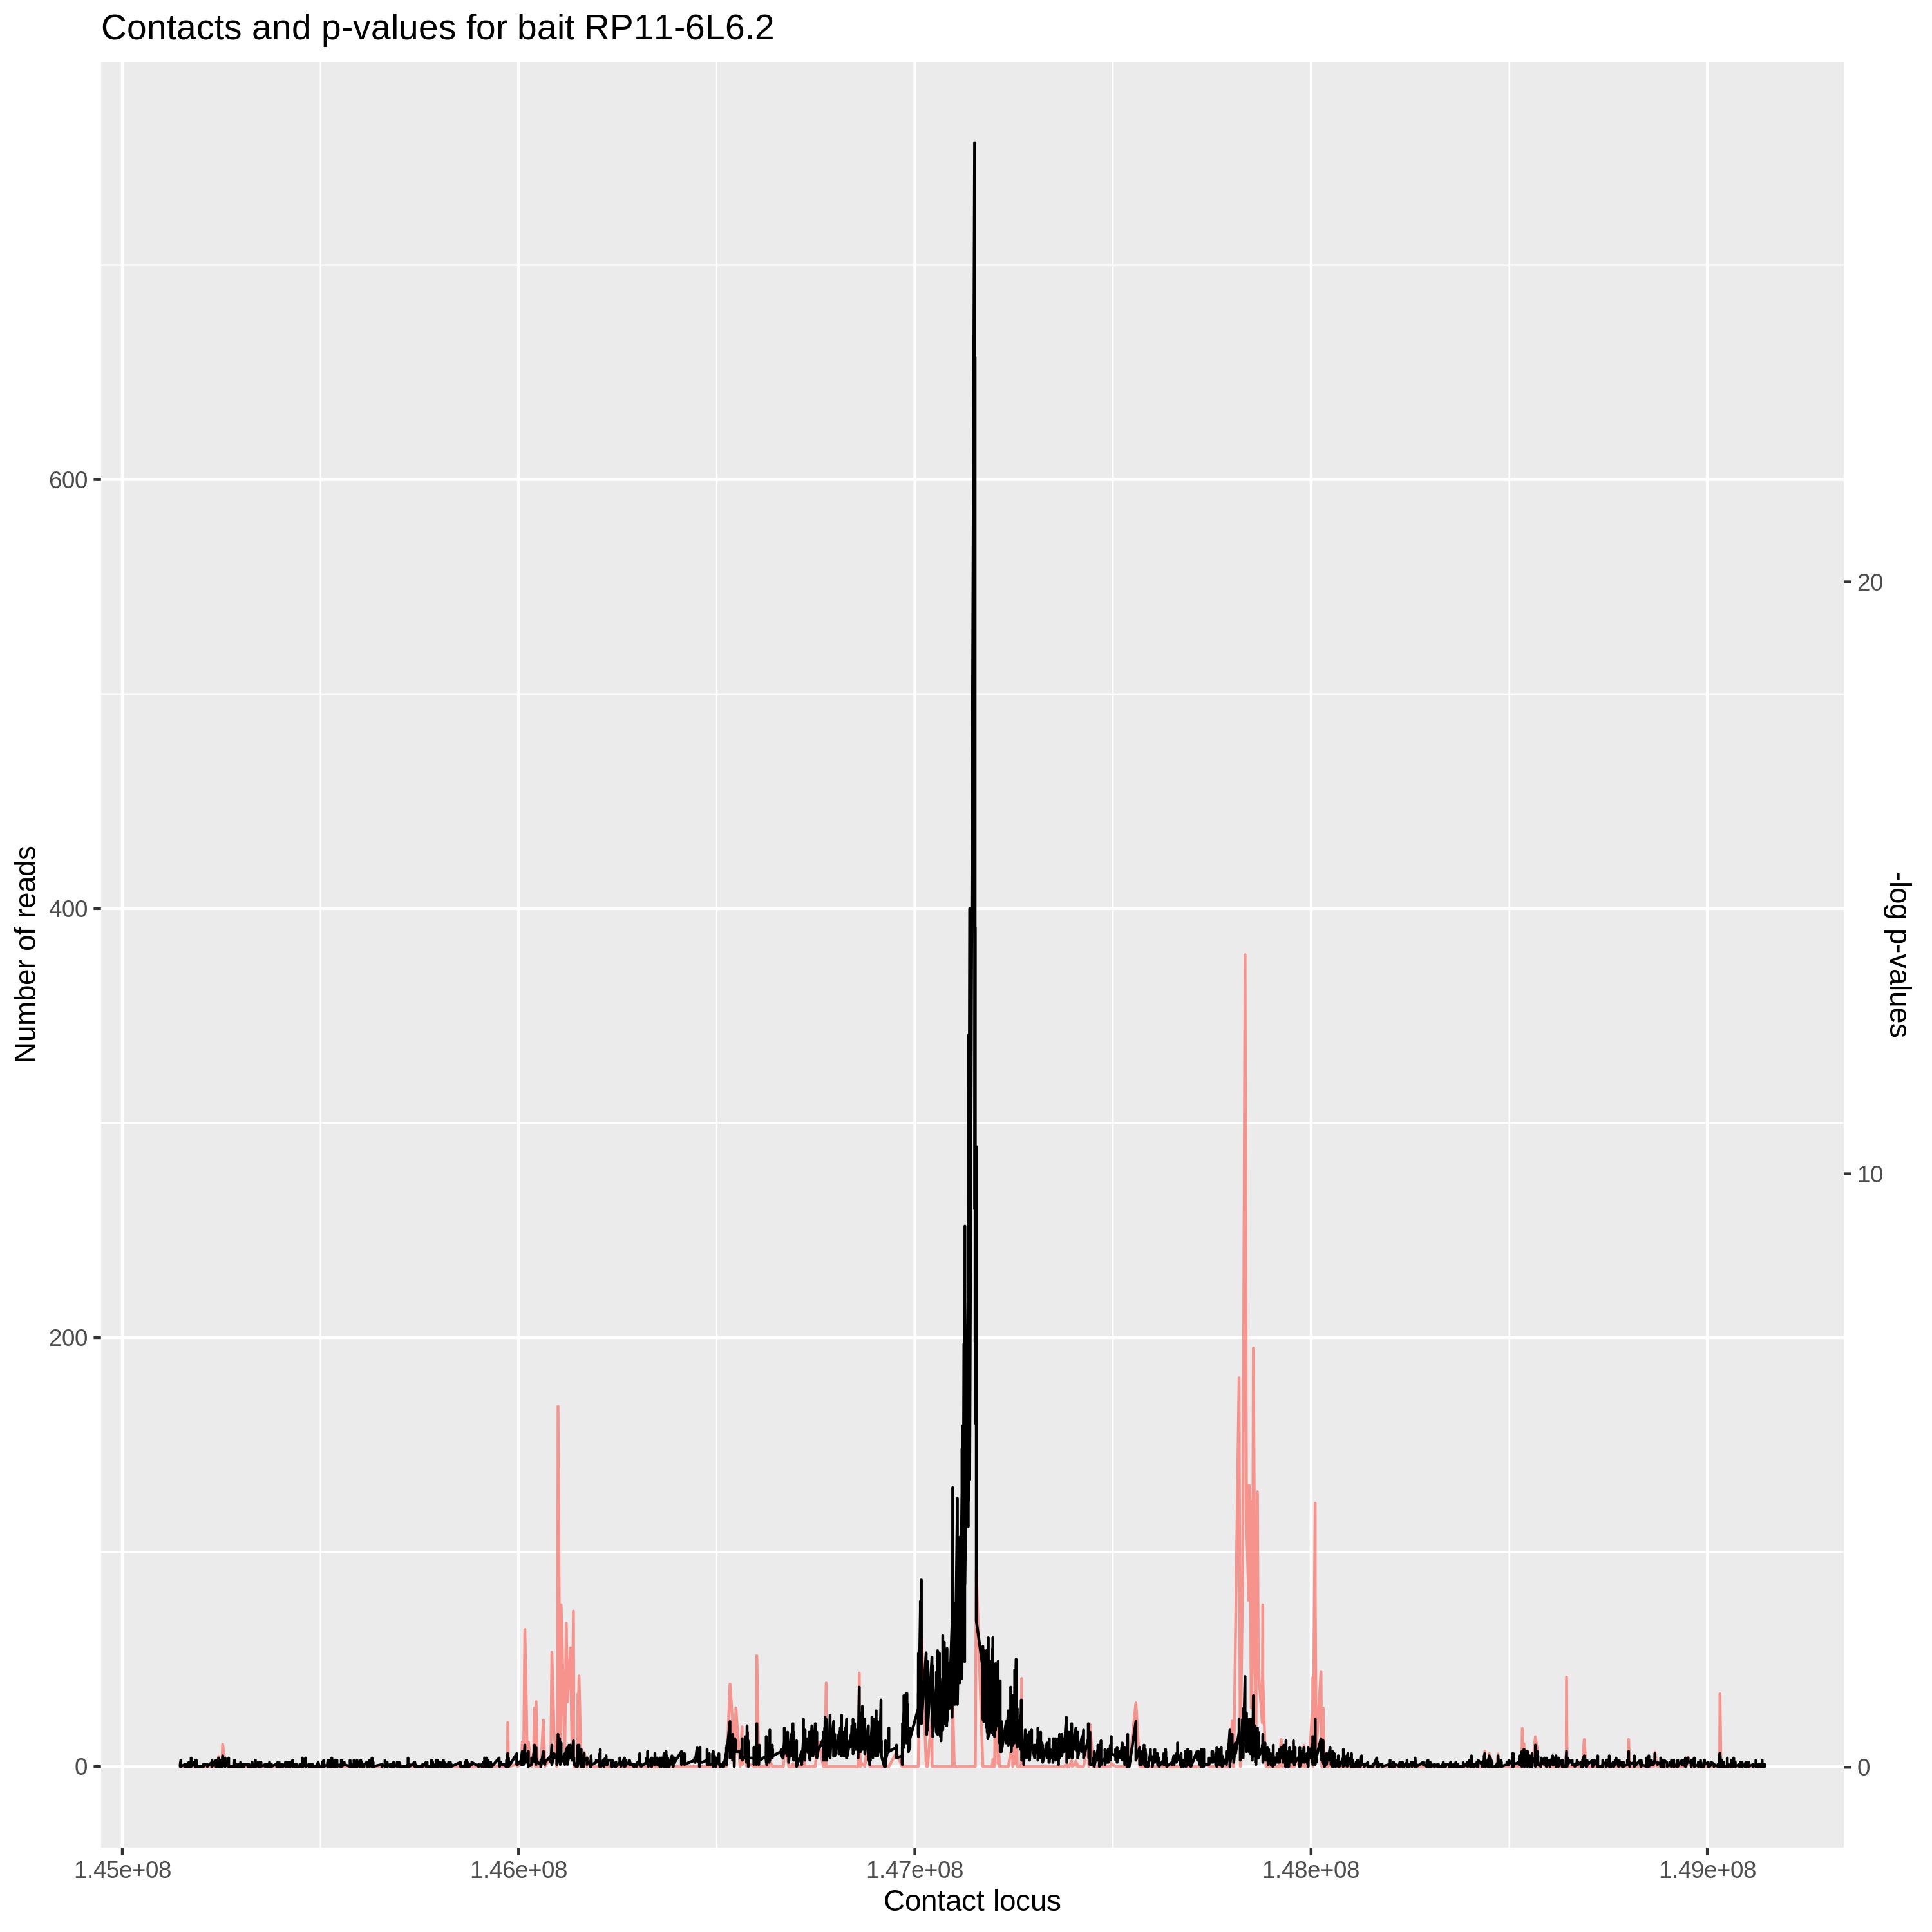 Contacts and p-values for bait RP11-6L6.2
Number of reads
600
400
200
0
20
10
0
-log p-values
1.45e+08
1.46e+08
1.47e+08
1.48e+08
1.49e+08
Contact locus